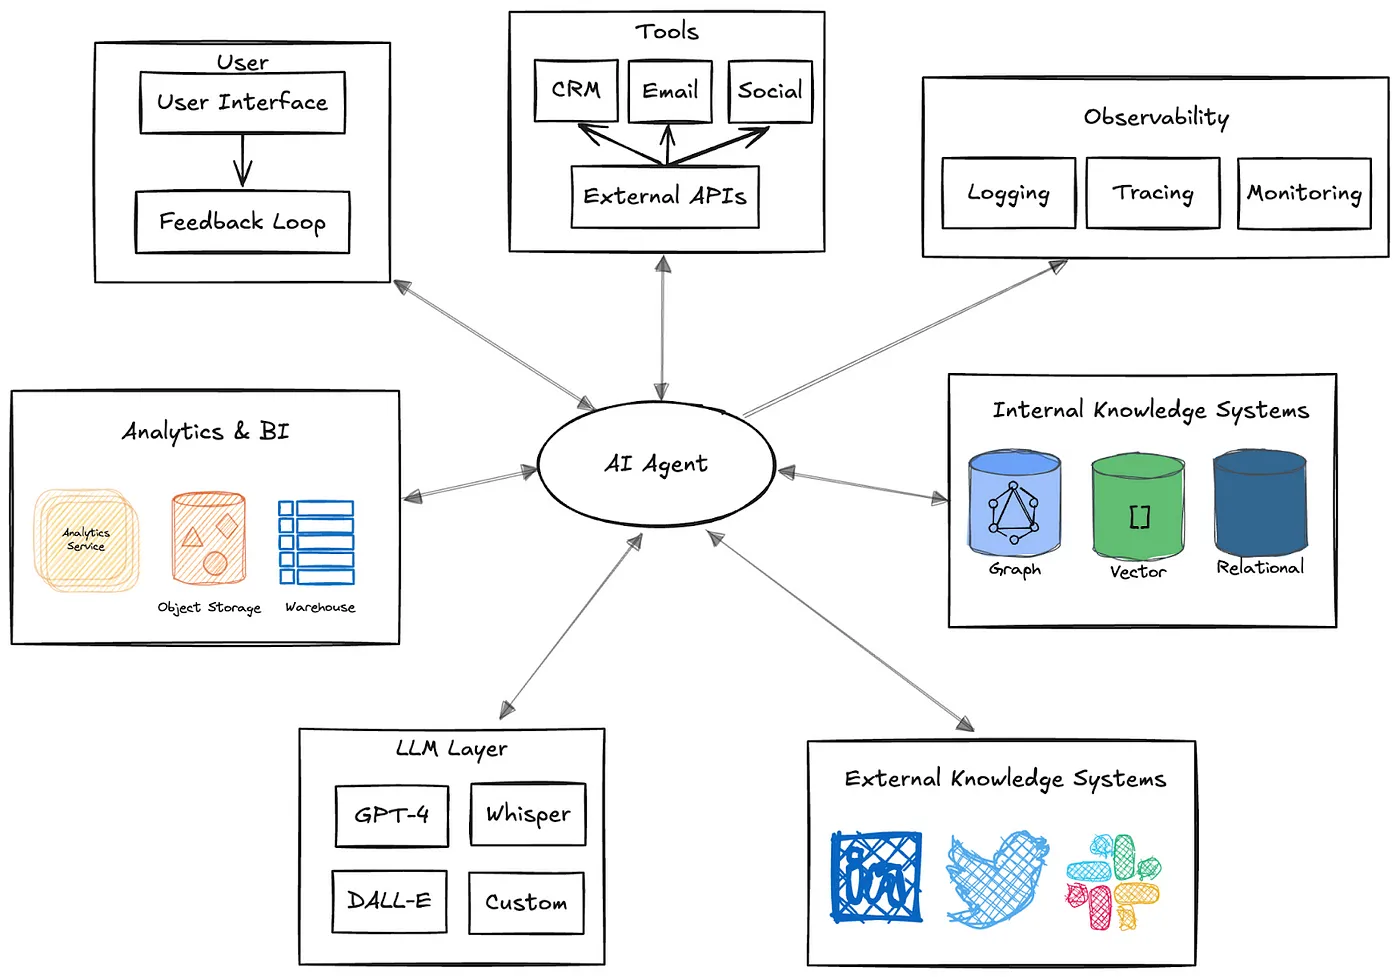 User
User Interface
Feedback Loop
Tools
CRM
Email
Social
External APIs
Observability
Logging
Tracing
Monitoring
Analytics & BI
Analytics
Service
Object Storage
Warehouse
AI Agent
Internal Knowledge Systems
[]
Graph
Vector
Relational
LLM Layer
GPT-4
Whisper
DALL-E
Custom
External Knowledge Systems
in